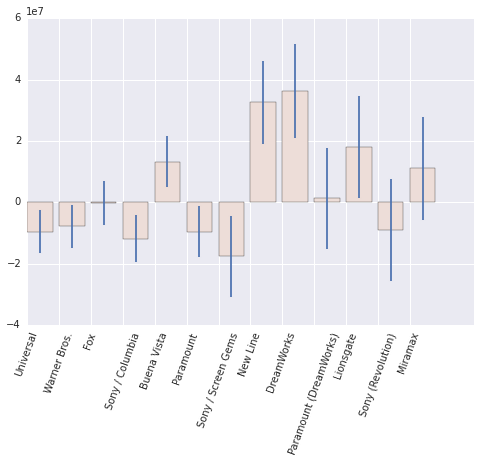 1e7
6
4
2
0
−2
−4
Universal
Warner Bros.
Fox
Sony / Columbia
Buena Vista
Paramount
Sony / Screen Gems
New Line
DreamWorks
Paramount (DreamWorks)
Lionsgate
Sony (Revolution)
Miramax